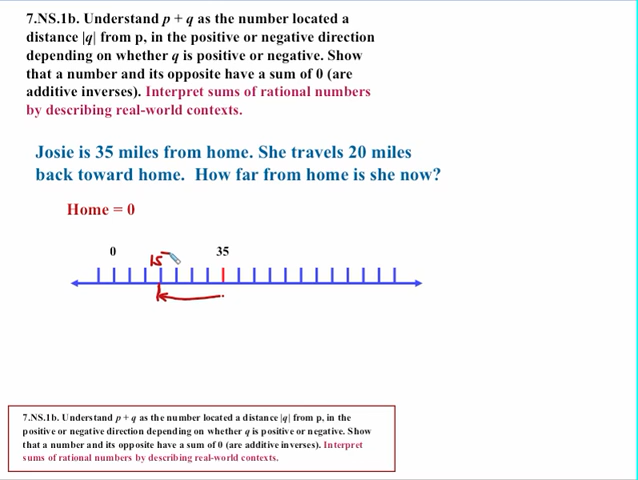 7.NS.1b. Understand p + q as the number located a
distance |q| from p, in the positive or negative direction
depending on whether q is positive or negative. Show
that a number and its opposite have a sum of 0 (are
additive inverses). Interpret sums of rational numbers
by describing real-world contexts.
Josie is 35 miles from home. She travels 20 miles
back toward home. How far from home is she now?
Home = 0
0 35
15
7.NS.1b. Understand p + q as the number located a distance |q| from p, in the
positive or negative direction depending on whether q is positive or negative. Show
that a number and its opposite have a sum of 0 (are additive inverses). Interpret
sums of rational numbers by describing real-world contexts.